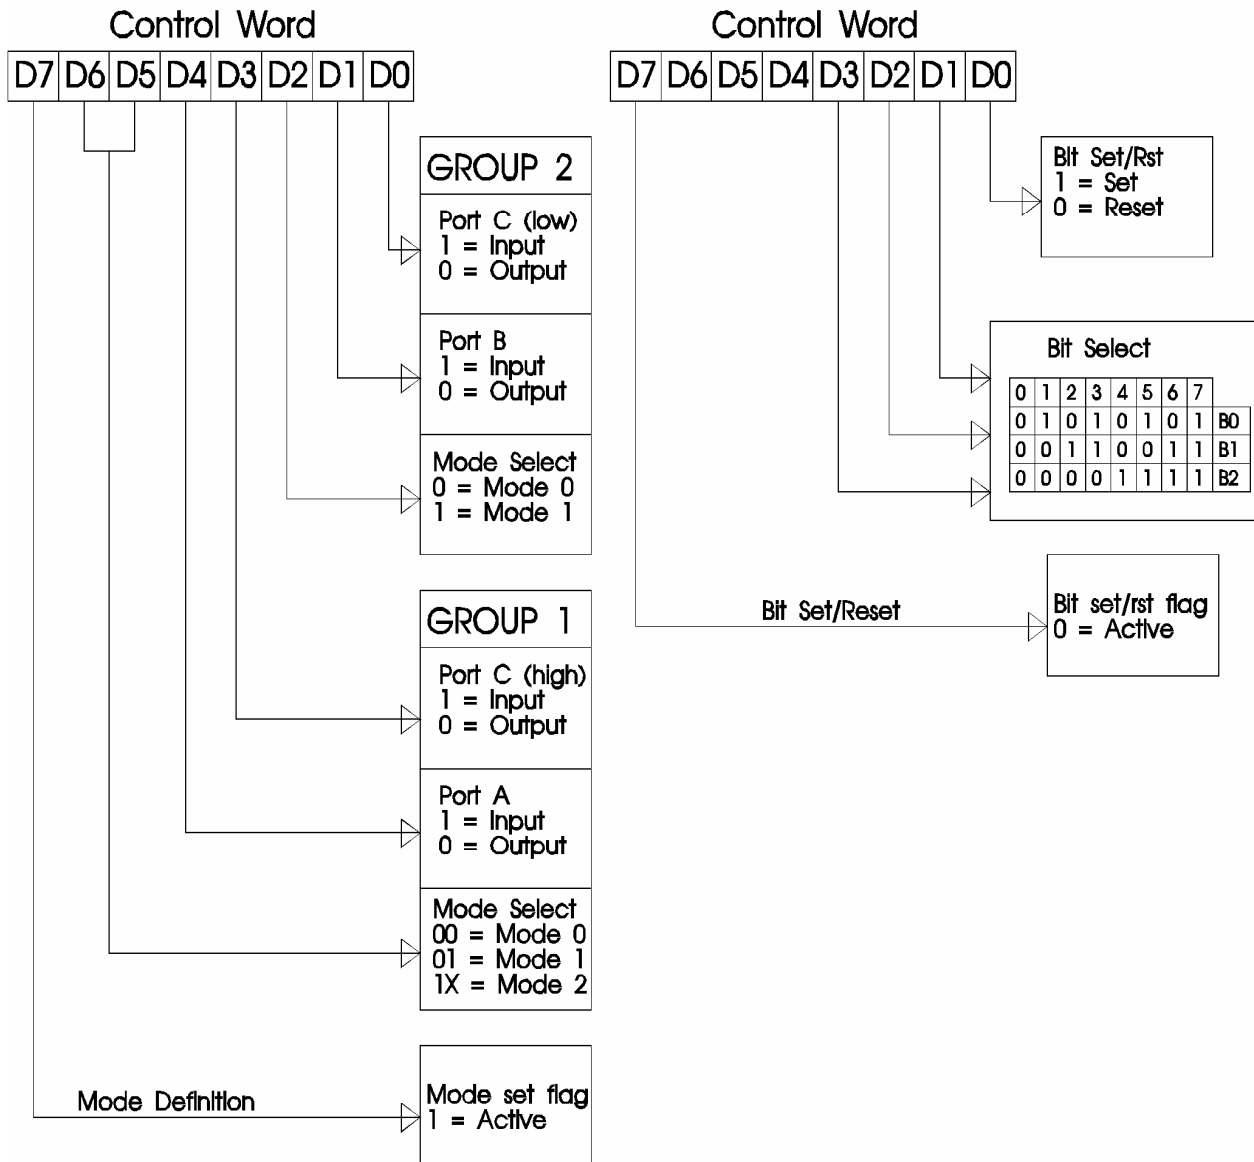 Control Word
D7 D6 D5 D4 D3 D2 D1 D0
GROUP 2
Port C (low)
1 = Input
0 = Output
Port B
1 = Input
0 = Output
Mode Select
0 = Mode 0
1 = Mode 1
GROUP 1
Port C (high)
1 = Input
0 = Output
Port A
1 = Input
0 = Output
Mode Select
00 = Mode 0
01 = Mode 1
1X = Mode 2
Mode Definition
Mode set flag
1 = Active
Control Word
D7 D6 D5 D4 D3 D2 D1 D0
Bit Set/Rst
1 = Set
0 = Reset
Bit Select
0 1 2 3 4 5 6 7
0 1 0 1 0 1 0 1 B0
0 0 1 1 0 0 1 1 B1
0 0 0 0 1 1 1 1 B2
Bit Set/Reset
Bit set/rst flag
0 = Active